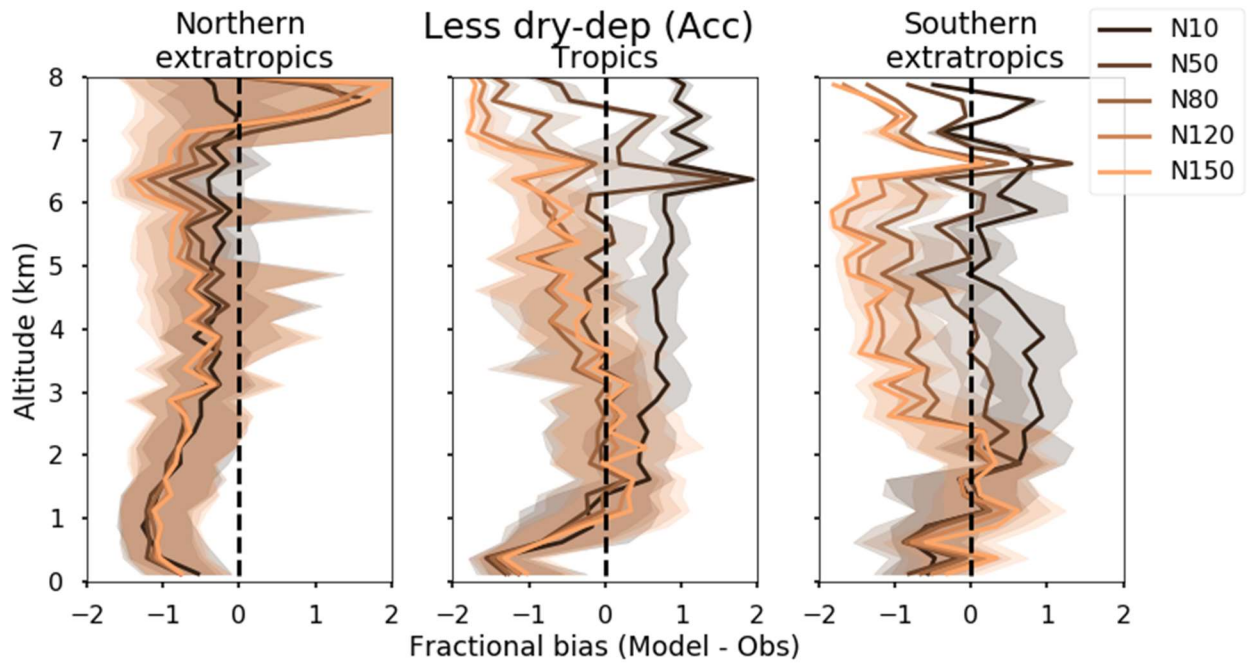 Less dry-dep (Acc)
Northern
extratropics
Tropics
Southern
extratropics
N10
N50
N80
N120
N150
Altitude (km)
8
7
6
5
4
3
2
1
0
−2 −1 0 1 2
−2 −1 0 1 2
−2 −1 0 1 2
Fractional bias (Model - Obs)